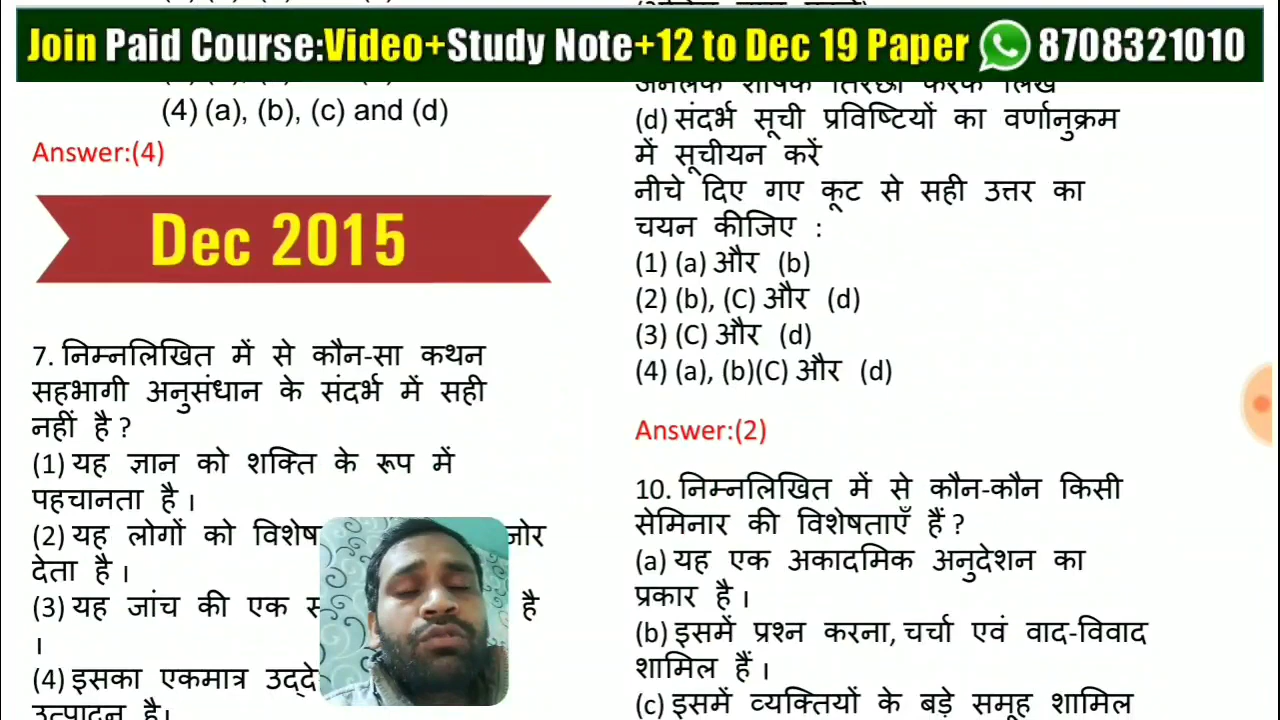 Join Paid Course:Video+Study Note+12 to Dec 19 Paper 8708321010
(4) (a), (b), (c) and (d)
Answer:(4)
Dec 2015
7. निम्नलिखित में से कौन-सा कथन
सहभागी अनुसंधान के संदर्भ में सही
नहीं है ?
(1) यह ज्ञान को शक्ति के रूप में
पहचानता है ।
(2) यह लोगों को विशेष
देता है ।
(3) यह जांच की एक है
।
(4) इसका एकमात्र
उत्पादन है।
(d) संदर्भ सूची प्रविष्टियों का वर्णानुक्रम
में सूचीयन करें
नीचे दिए गए कूट से सही उत्तर का
चयन कीजिए :
(1) (a) और (b)
(2) (b), (C) और (d)
(3) (C) और (d)
(4) (a), (b)(C) और (d)
Answer:(2)
10. निम्नलिखित में से कौन-कौन किसी
सेमिनार की विशेषताएँ हैं ?
(a) यह एक अकादमिक अनुदेशन का
प्रकार है ।
(b) इसमें प्रश्न करना, चर्चा एवं वाद-विवाद
शामिल हैं ।
(c) इसमें व्यक्तियों के बड़े समूह शामिल